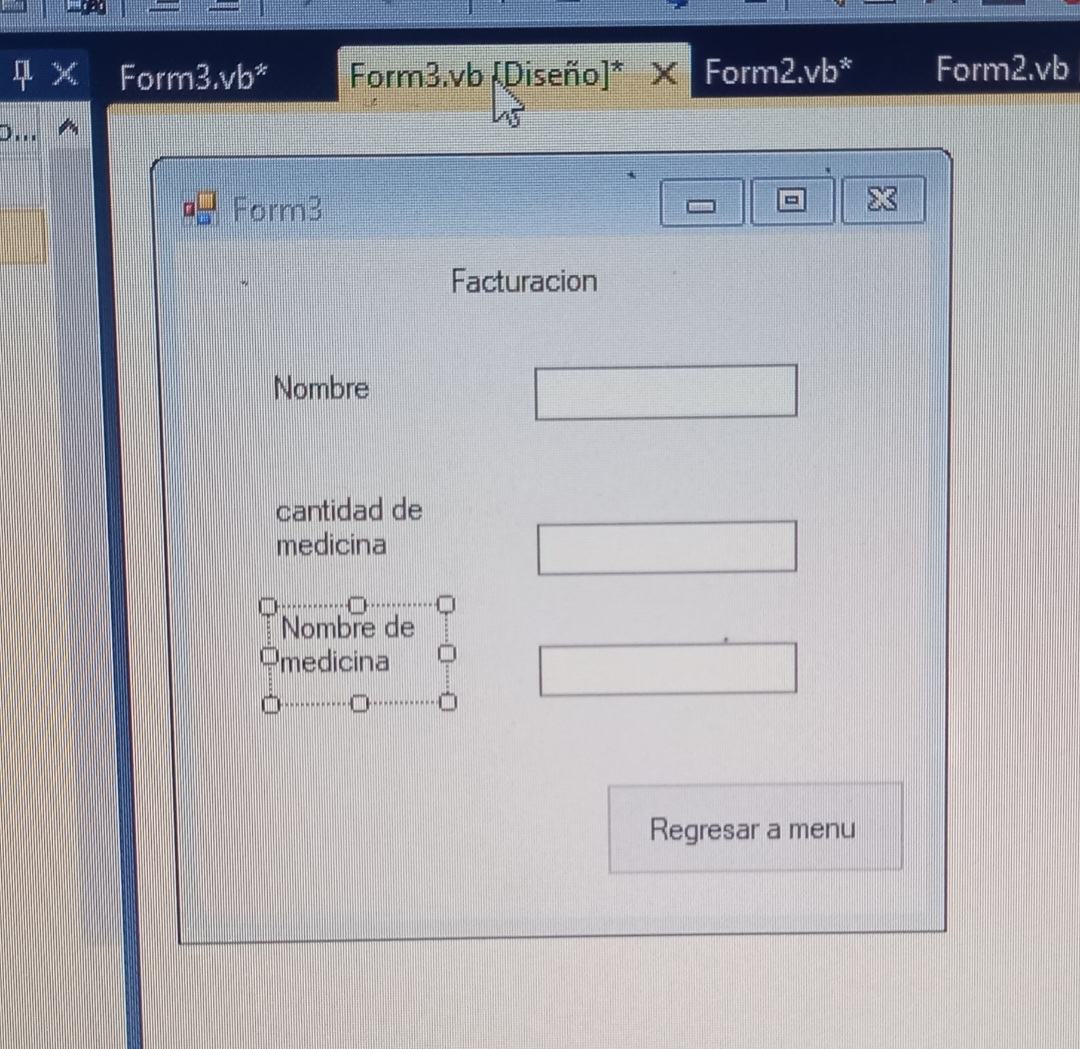 Form3.vb* Form3.vb [Diseño]* Form2.vb* Form2.vb
Form3
Facturacion
Nombre
cantidad de
medicina
Nombre de
medicina
Regresar a menu